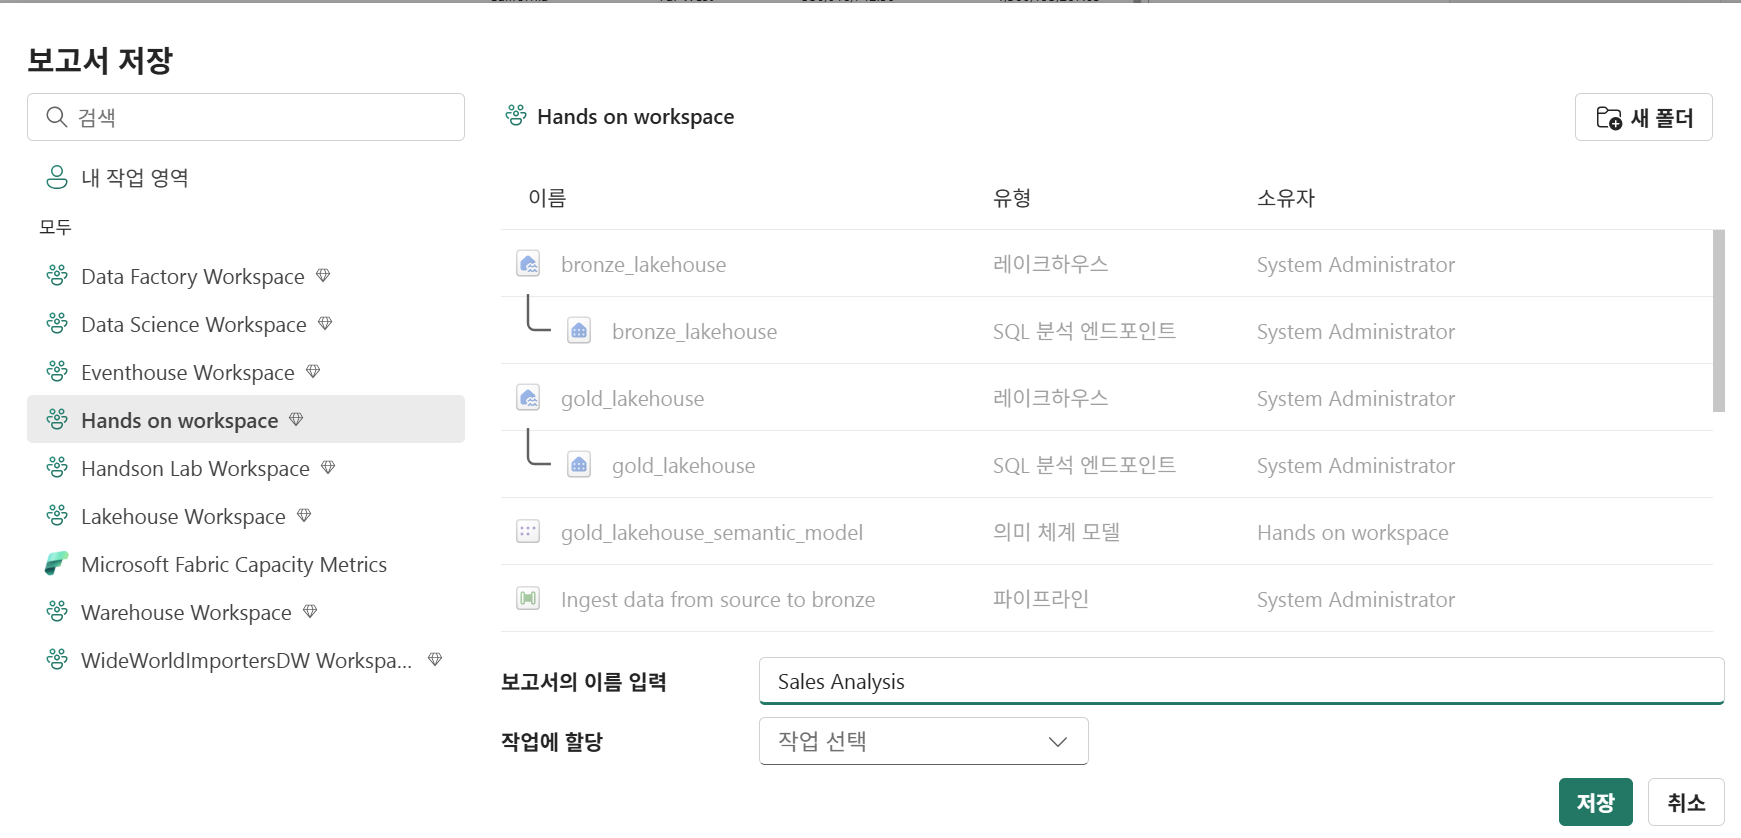 보고서 저장
검색
내 작업 영역
모두
Data Factory Workspace
Data Science Workspace
Eventhouse Workspace
Hands on workspace
Handson Lab Workspace
Lakehouse Workspace
Microsoft Fabric Capacity Metrics
Warehouse Workspace
WideWorldImportersDW Workspa...
Hands on workspace
새 폴더
이름 유형 소유자
bronze_lakehouse 레이크하우스 System Administrator
bronze_lakehouse SQL 분석 엔드포인트 System Administrator
gold_lakehouse 레이크하우스 System Administrator
gold_lakehouse SQL 분석 엔드포인트 System Administrator
gold_lakehouse_semantic_model 의미 체계 모델 Hands on workspace
Ingest data from source to bronze 파이프라인 System Administrator
보고서의 이름 입력 Sales Analysis
작업에 할당 작업 선택
저장 취소